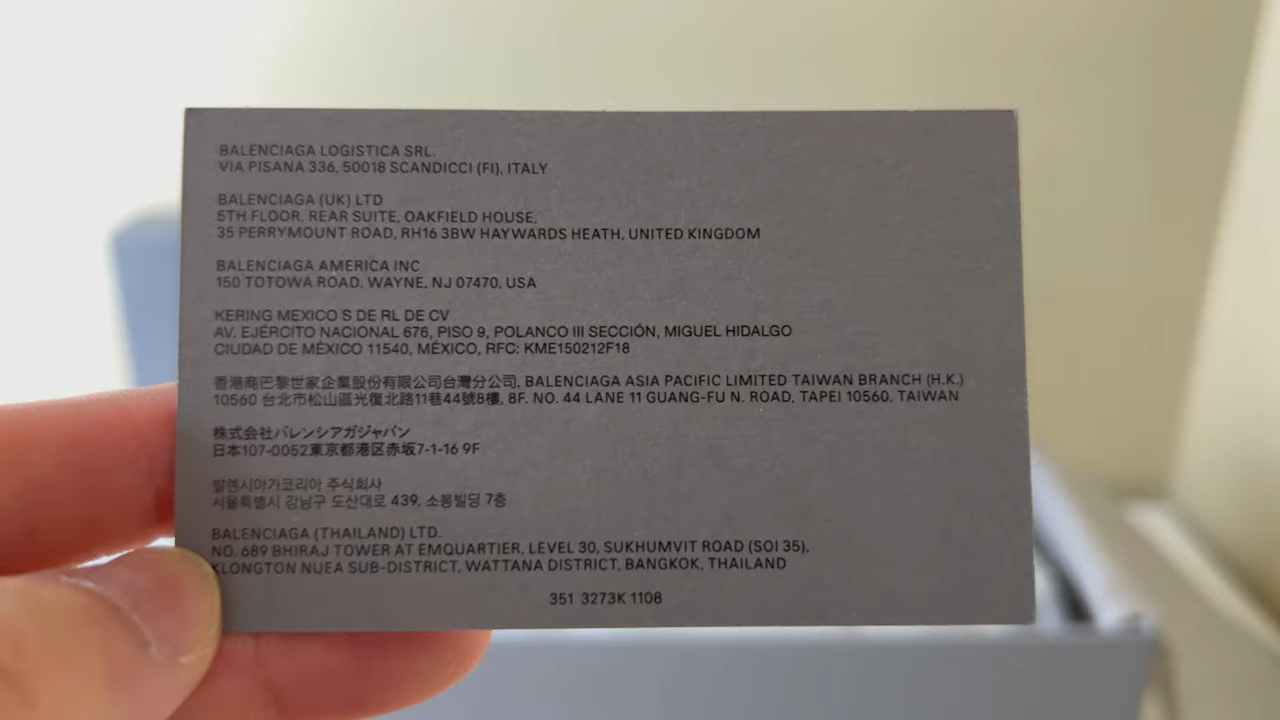 BALENCIAGA LOGISTICA SRL.
VIA PISANA 336, 50018 SCANDICCI (FI), ITALY
BALENCIAGA (UK) LTD
5TH FLOOR, REAR SUITE, OAKFIELD HOUSE,
35 PERRYMOUNT ROAD, RH16 3BW HAYWARDS HEATH, UNITED KINGDOM
BALENCIAGA AMERICA INC
150 TOTOWA ROAD, WAYNE, NJ 07470, USA
KERING MEXICO S DE RL DE CV
AV. EJÉRCITO NACIONAL 676, PISO 9, POLANCO III SECCIÓN, MIGUEL HIDALGO
CIUDAD DE MÉXICO 11540, MÉXICO, RFC: KME150212F18
香港商巴黎世家企業股份有限公司台灣分公司, BALENCIAGA ASIA PACIFIC LIMITED TAIWAN BRANCH (H.K.)
10560 台北市松山區光復北路11巷44號8樓, 8F. NO. 44 LANE 11 GUANG-FU N. ROAD, TAPEI 10560, TAIWAN
株式会社バレンシアガジャパン
日本107-0052東京都港区赤坂7-1-16 9F
발렌시아가코리아 주식회사
서울특별시 강남구 도산대로 439, 소봉빌딩 7층
BALENCIAGA (THAILAND) LTD.
NO. 689 BHIRAJ TOWER AT EMQUARTIER, LEVEL 30, SUKHUMVIT ROAD (SOI 35),
KLONGTON NUEA SUB-DISTRICT, WATTANA DISTRICT, BANGKOK, THAILAND
351 3273K 1108